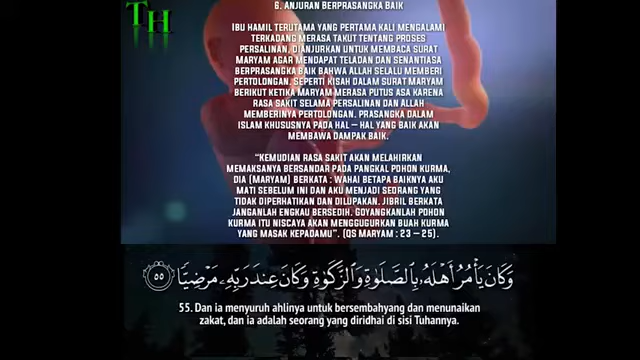 TH
6. ANJURAN BERPRASANGKA BAIK
IBU HAMIL TERUTAMA YANG PERTAMA KALI MENGALAMI
TERKADANG MERASA TAKUT TENTANG PROSES
PERSALINAN. DIANJURKAN UNTUK MEMBACA SURAT
MARYAM AGAR MENDAPAT TELADAN DAN SENANTIASA
BERPRASANGKA BAIK BAHWA ALLAH SELALU MEMBERI
PERTOLONGAN. SEPERTI KISAH DALAM SURAT MARYAM
BERIKUT KETIKA MARYAM MERASA PUTUS ASA KARENA
RASA SAKIT SELAMA PERSALINAN DAN ALLAH
MEMBERINYA PERTOLONGAN. PRASANGKA DALAM
ISLAM KHUSUSNYA PADA HAL – HAL YANG BAIK AKAN
MEMBAWA DAMPAK BAIK.
“KEMUDIAN RASA SAKIT AKAN MELAHIRKAN
MEMAKSANYA BERSANDAR PADA PANGKAL POHON KURMA,
DIA (MARYAM) BERKATA : WAHAI BETAPA BAIKNYA AKU
MATI SEBELUM INI DAN AKU MENJADI SEORANG YANG
TIDAK DIPERHATIKAN DAN DILUPAKAN. JIBRIL BERKATA
JANGANLAH ENGKAU BERSEDIH. GOYANGKANLAH POHON
KURMA ITU NISCAYA AKAN MENGGUGURKAN BUAH KURMA
YANG MASAK KEPADAMU”. (QS MARYAM : 23 – 25).
وَكَانَ يَأْمُرُ أَهْلَهُۥ بِٱلصَّلَوٰةِ وَٱلزَّكَوٰةِ وَكَانَ عِندَ رَبِّهِۦ مَرْضِيًّا ۝٥٥
55. Dan ia menyuruh ahlinya untuk bersembahyang dan menunaikan
zakat, dan ia adalah seorang yang diridhai di sisi Tuhannya.